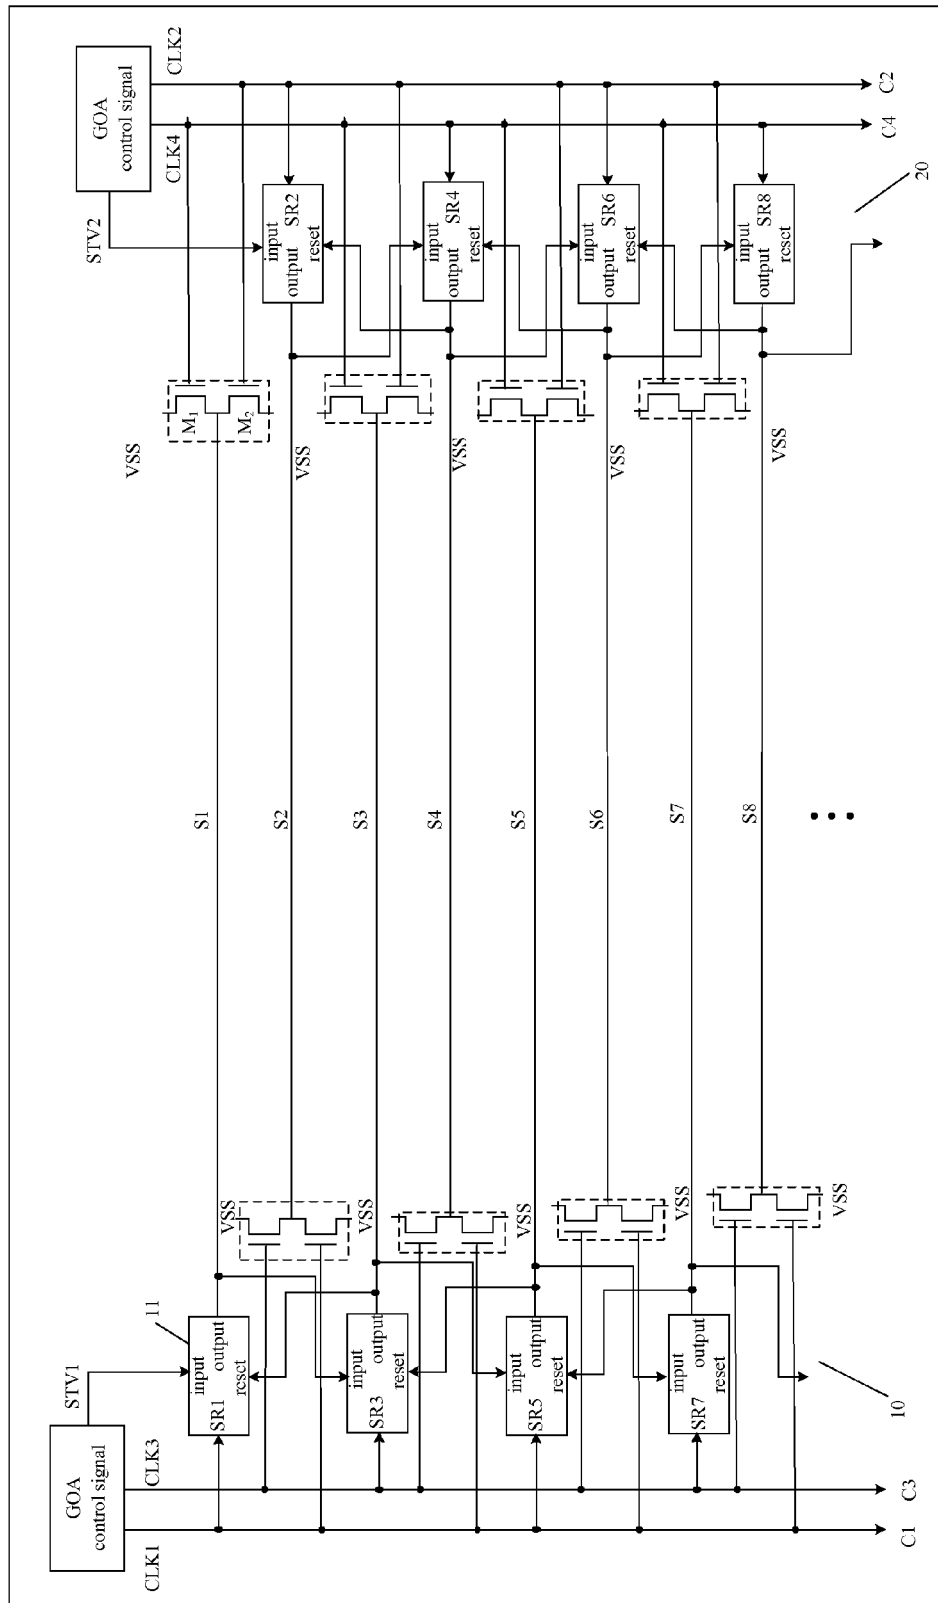 GOA
control signal
CLK2
CLK4
STV2
C2
C4
20
input
output
SR2
reset
input
output
SR4
reset
input
output
SR6
reset
input
output
SR8
reset
M1
M2
VSS
VSS
VSS
VSS
VSS
S1
S2
S3
S4
S5
S6
S7
S8
VSS
VSS
VSS
VSS
VSS
11
input
output
SR1
reset
input
output
SR3
reset
input
output
SR5
reset
input
output
SR7
reset
10
STV1
GOA
control signal
CLK3
CLK1
C3
C1